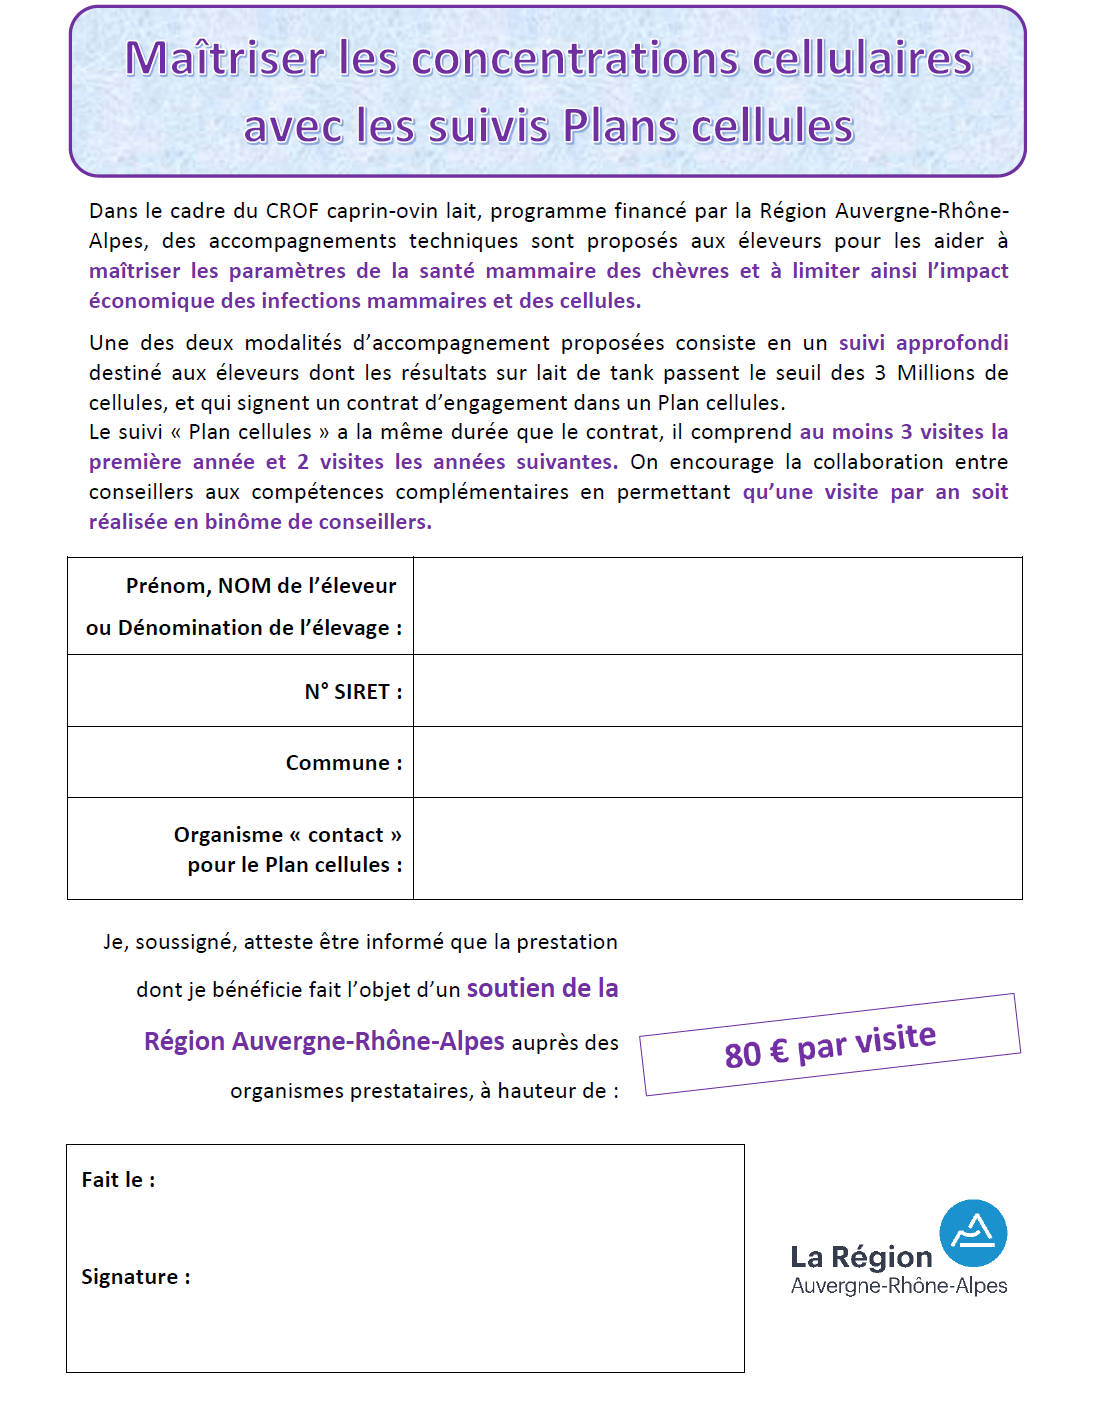 Maîtriser les concentrations cellulaires
avec les suivis Plans cellules
Dans le cadre du CROF caprin-ovin lait, programme financé par la Région Auvergne-Rhône-
Alpes, des accompagnements techniques sont proposés aux éleveurs pour les aider à
maîtriser les paramètres de la santé mammaire des chèvres et à limiter ainsi l’impact
économique des infections mammaires et des cellules.
Une des deux modalités d’accompagnement proposées consiste en un suivi approfondi
destiné aux éleveurs dont les résultats sur lait de tank passent le seuil des 3 Millions de
cellules, et qui signent un contrat d’engagement dans un Plan cellules.
Le suivi « Plan cellules » a la même durée que le contrat, il comprend au moins 3 visites la
première année et 2 visites les années suivantes. On encourage la collaboration entre
conseillers aux compétences complémentaires en permettant qu’une visite par an soit
réalisée en binôme de conseillers.
Prénom, NOM de l’éleveur
ou Dénomination de l’élevage :
N° SIRET :
Commune :
Organisme « contact »
pour le Plan cellules :
Je, soussigné, atteste être informé que la prestation
dont je bénéficie fait l’objet d’un soutien de la
Région Auvergne-Rhône-Alpes auprès des
organismes prestataires, à hauteur de :
80 € par visite
Fait le :
Signature :
La Région
Auvergne-Rhône-Alpes